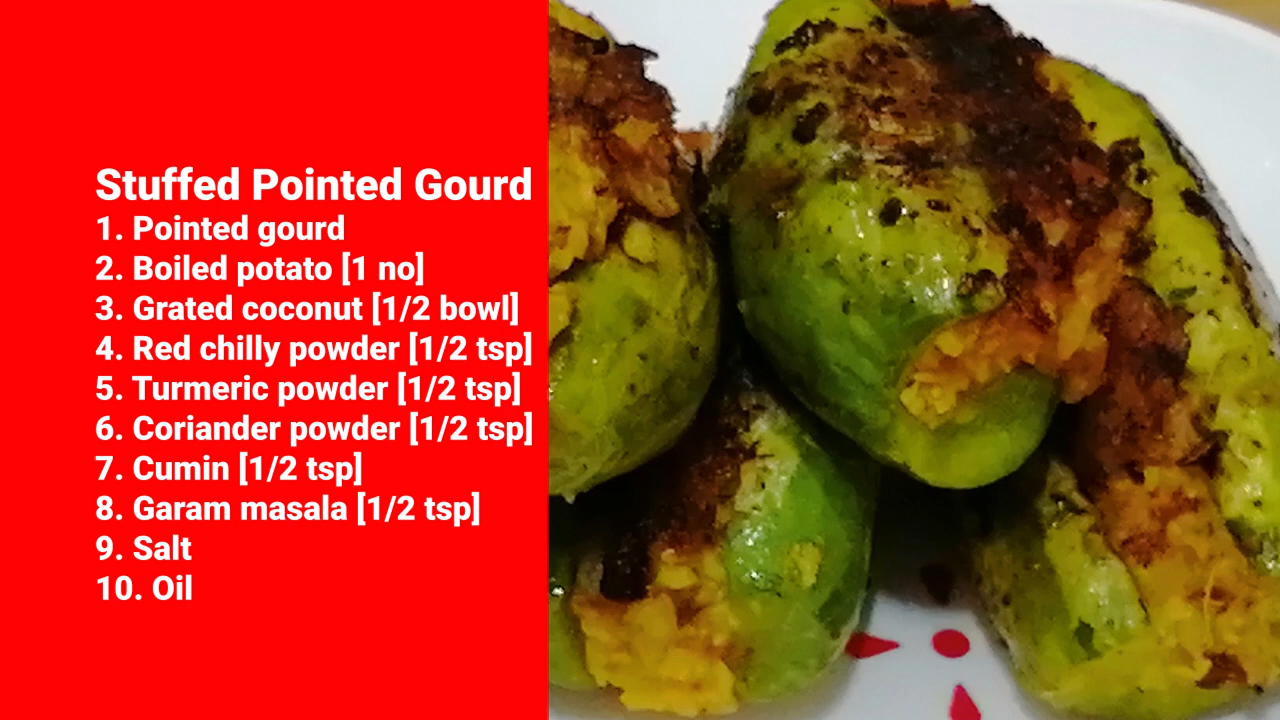 Stuffed Pointed Gourd
1. Pointed gourd
2. Boiled potato [1 no]
3. Grated coconut [1/2 bowl]
4. Red chilly powder [1/2 tsp]
5. Turmeric powder [1/2 tsp]
6. Coriander powder [1/2 tsp]
7. Cumin [1/2 tsp]
8. Garam masala [1/2 tsp]
9. Salt
10. Oil